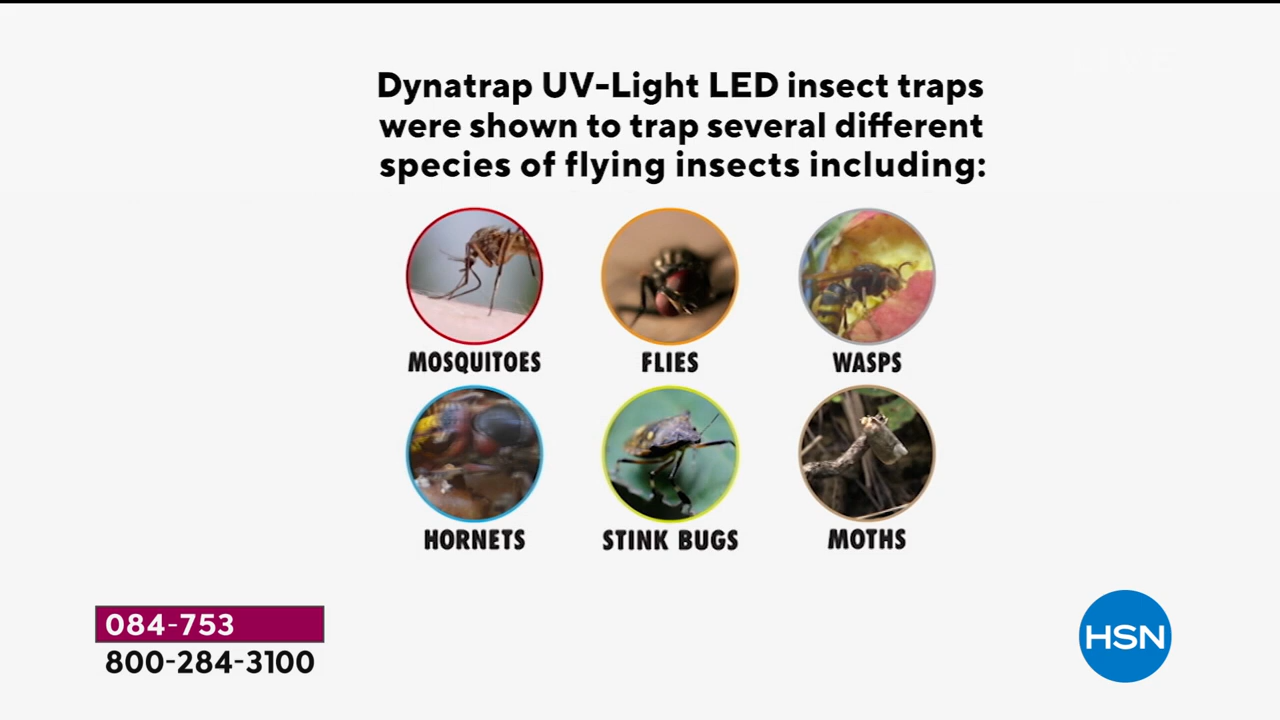 Dynatrap UV-Light LED insect traps
were shown to trap several different
species of flying insects including:
MOSQUITOES
FLIES
WASPS
HORNETS
STINK BUGS
MOTHS
084-753
800-284-3100
HSN